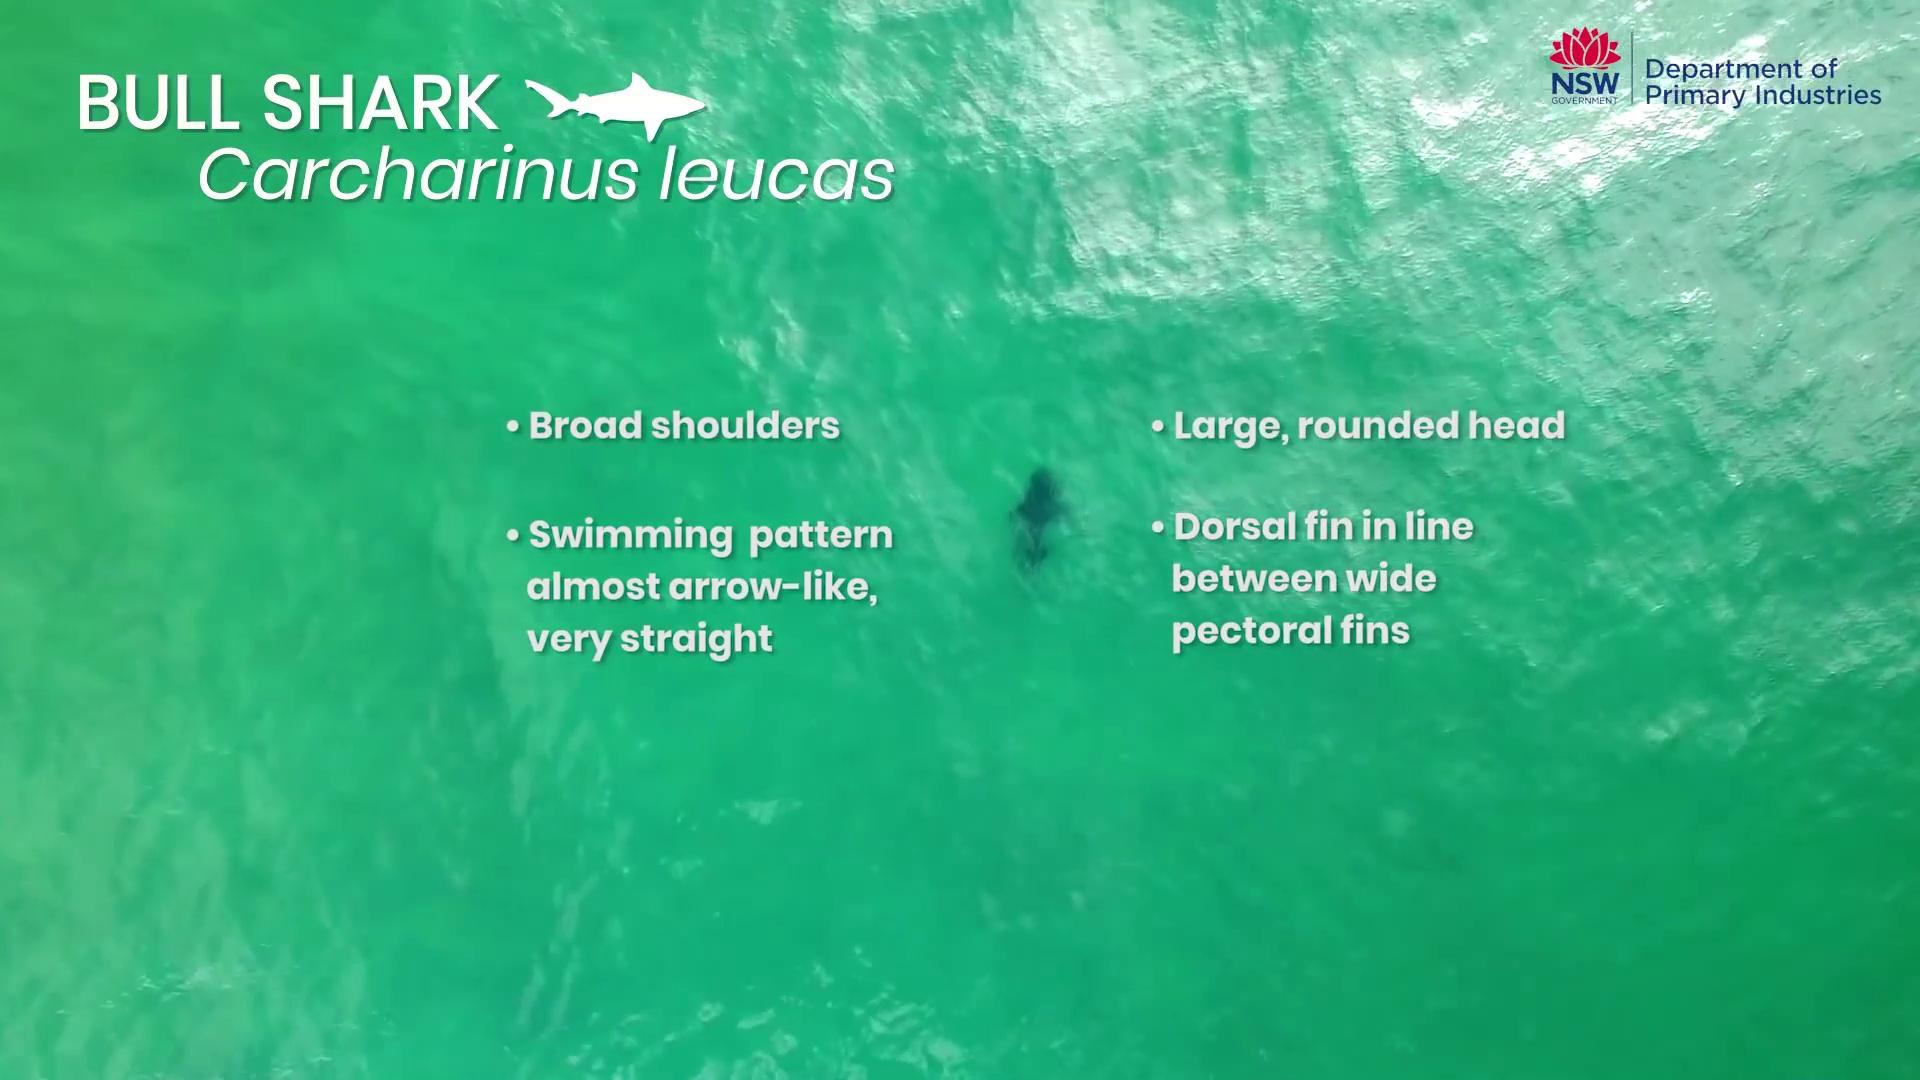 BULL SHARK
Carcharinus leucas
NSW
GOVERNMENT
Department of
Primary Industries
• Broad shoulders
• Swimming pattern
almost arrow-like,
very straight
• Large, rounded head
• Dorsal fin in line
between wide
pectoral fins